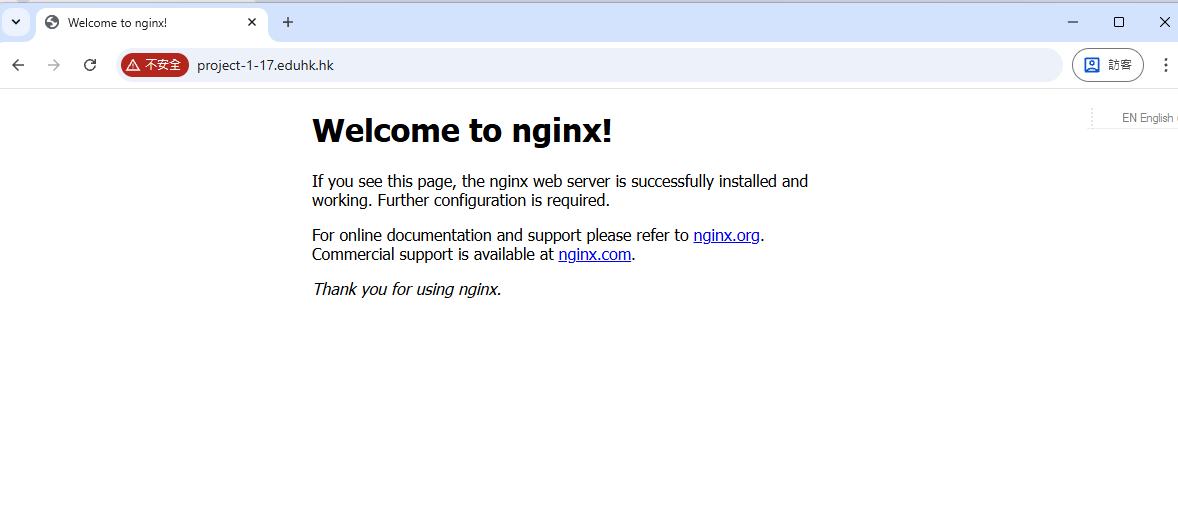 Welcome to nginx!
不安全
project-1-17.eduhk.hk
訪客
EN English
Welcome to nginx!
If you see this page, the nginx web server is successfully installed and
working. Further configuration is required.
For online documentation and support please refer to nginx.org.
Commercial support is available at nginx.com.
Thank you for using nginx.